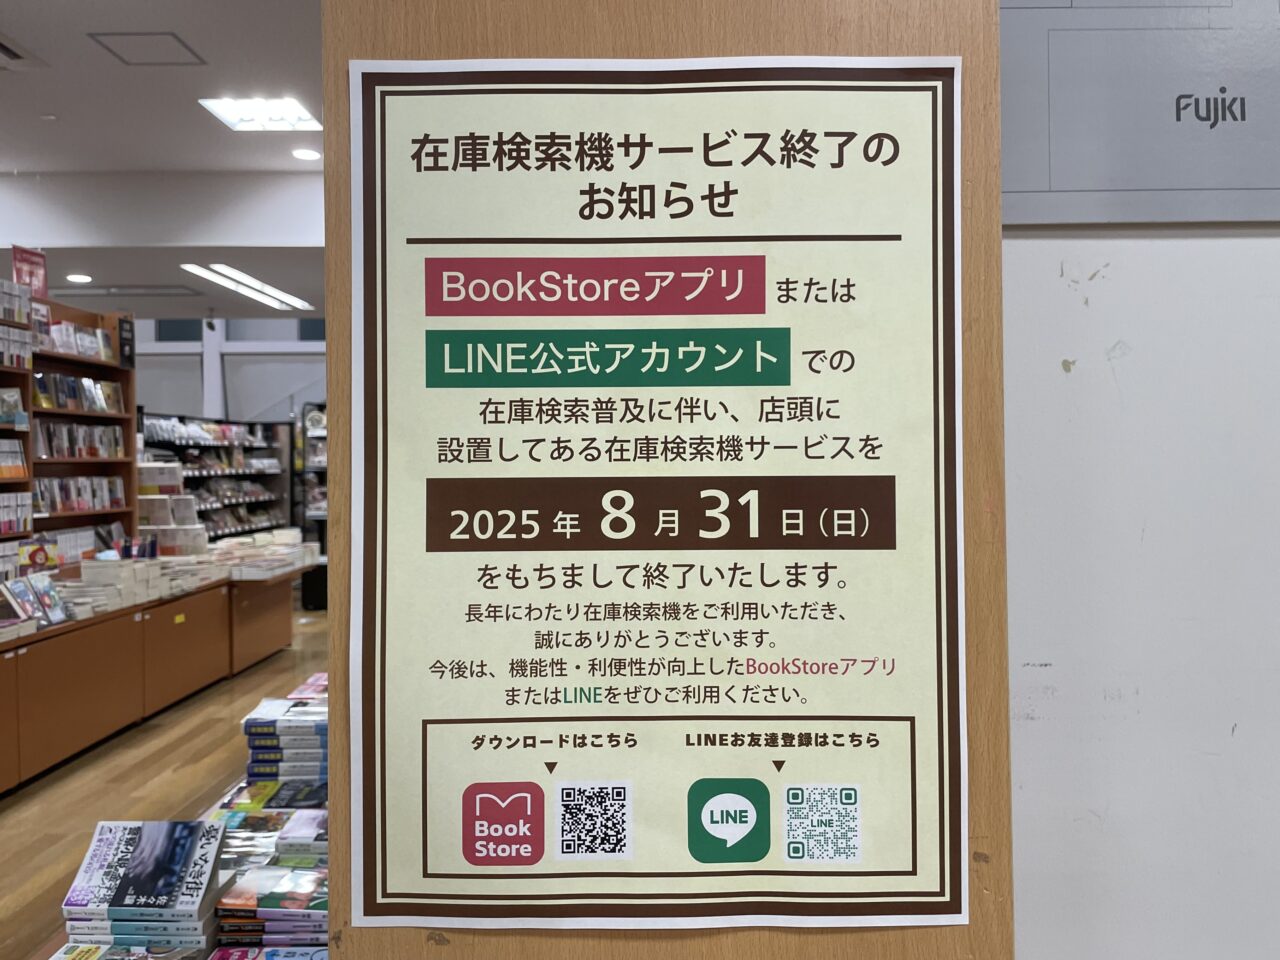 Fujki
在庫検索機サービス終了の
お知らせ
BookStoreアプリ または
LINE公式アカウント での
在庫検索普及に伴い、店頭に
設置してある在庫検索機サービスを
2025年8月31日(日)
をもちまして終了いたします。
長年にわたり在庫検索機をご利用いただき、
誠にありがとうございます。
今後は、機能性・利便性が向上したBookStoreアプリ
またはLINEをぜひご利用ください。
ダウンロードはこちら
▼
Book
Store
LINEお友達登録はこちら
▼
LINE
LINE
佐々木譲